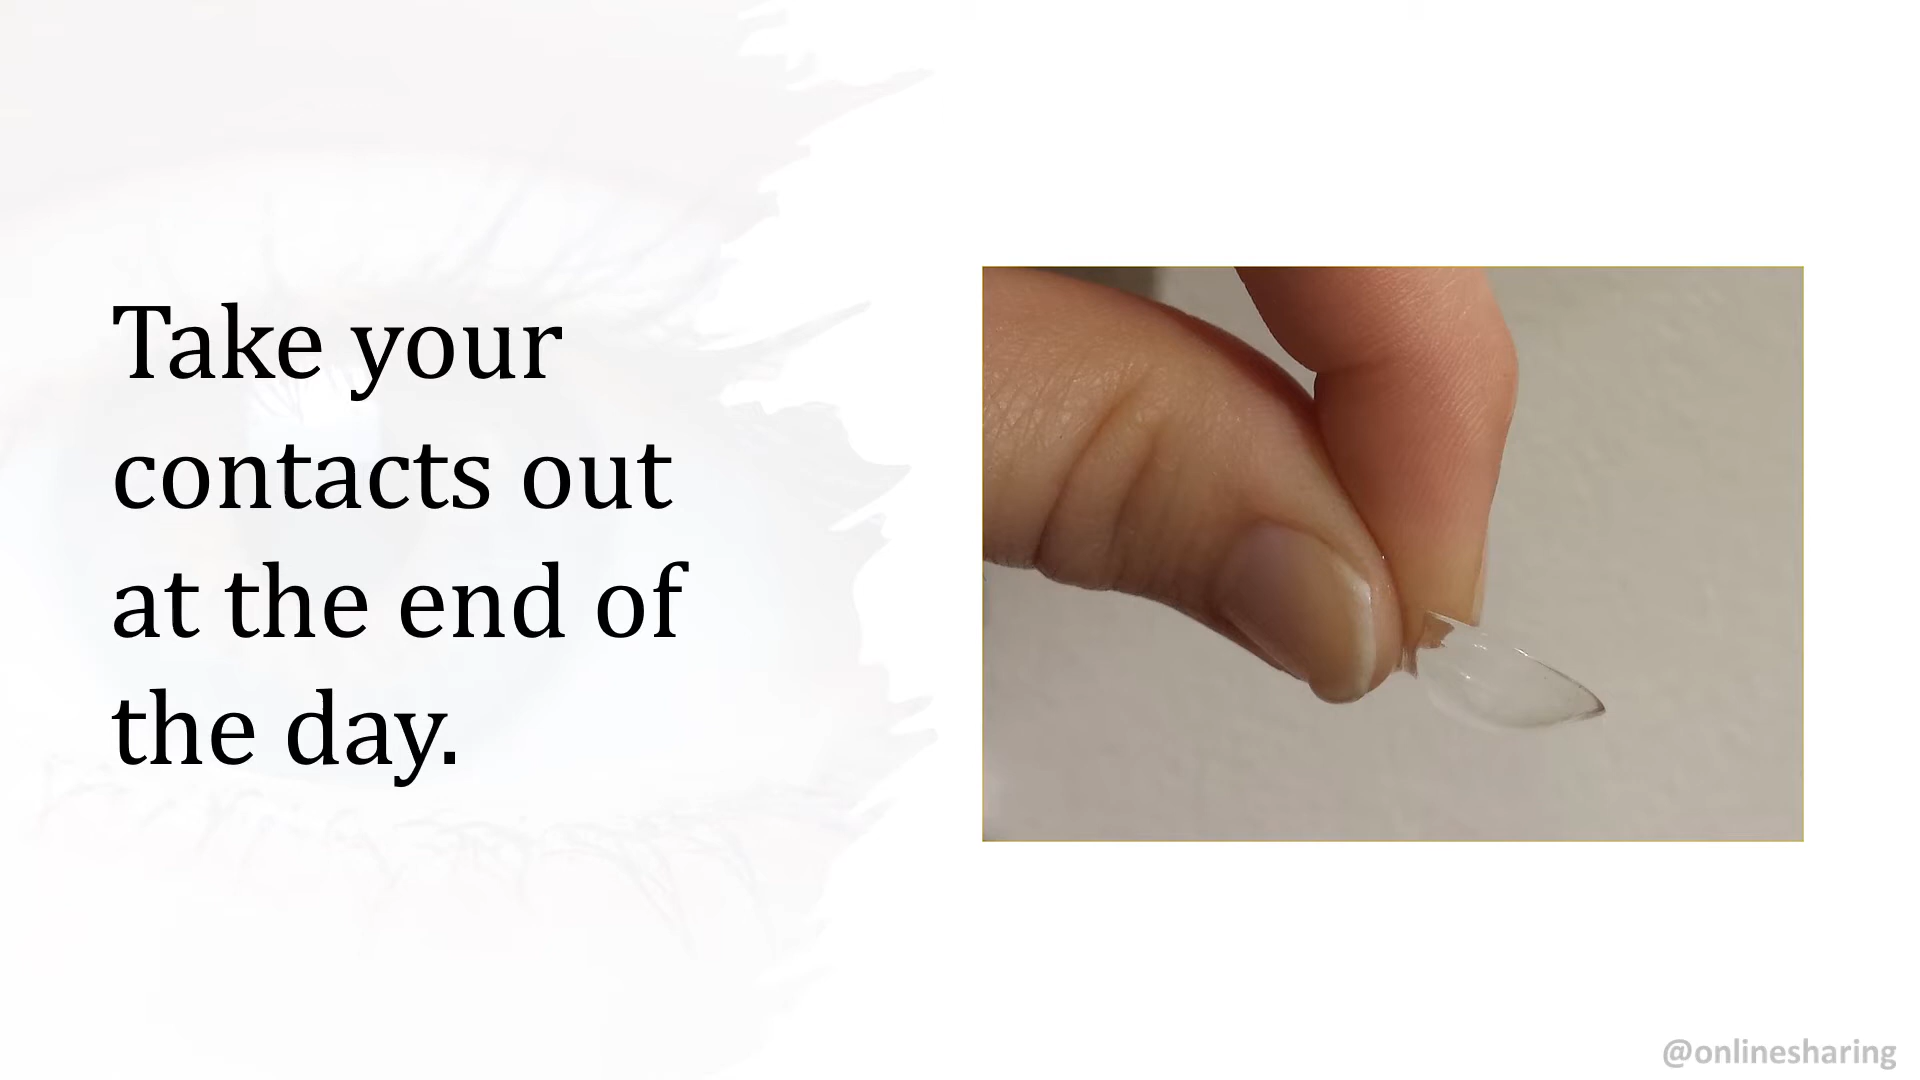 Take your
contacts out
at the end of
the day.
@onlinesharing